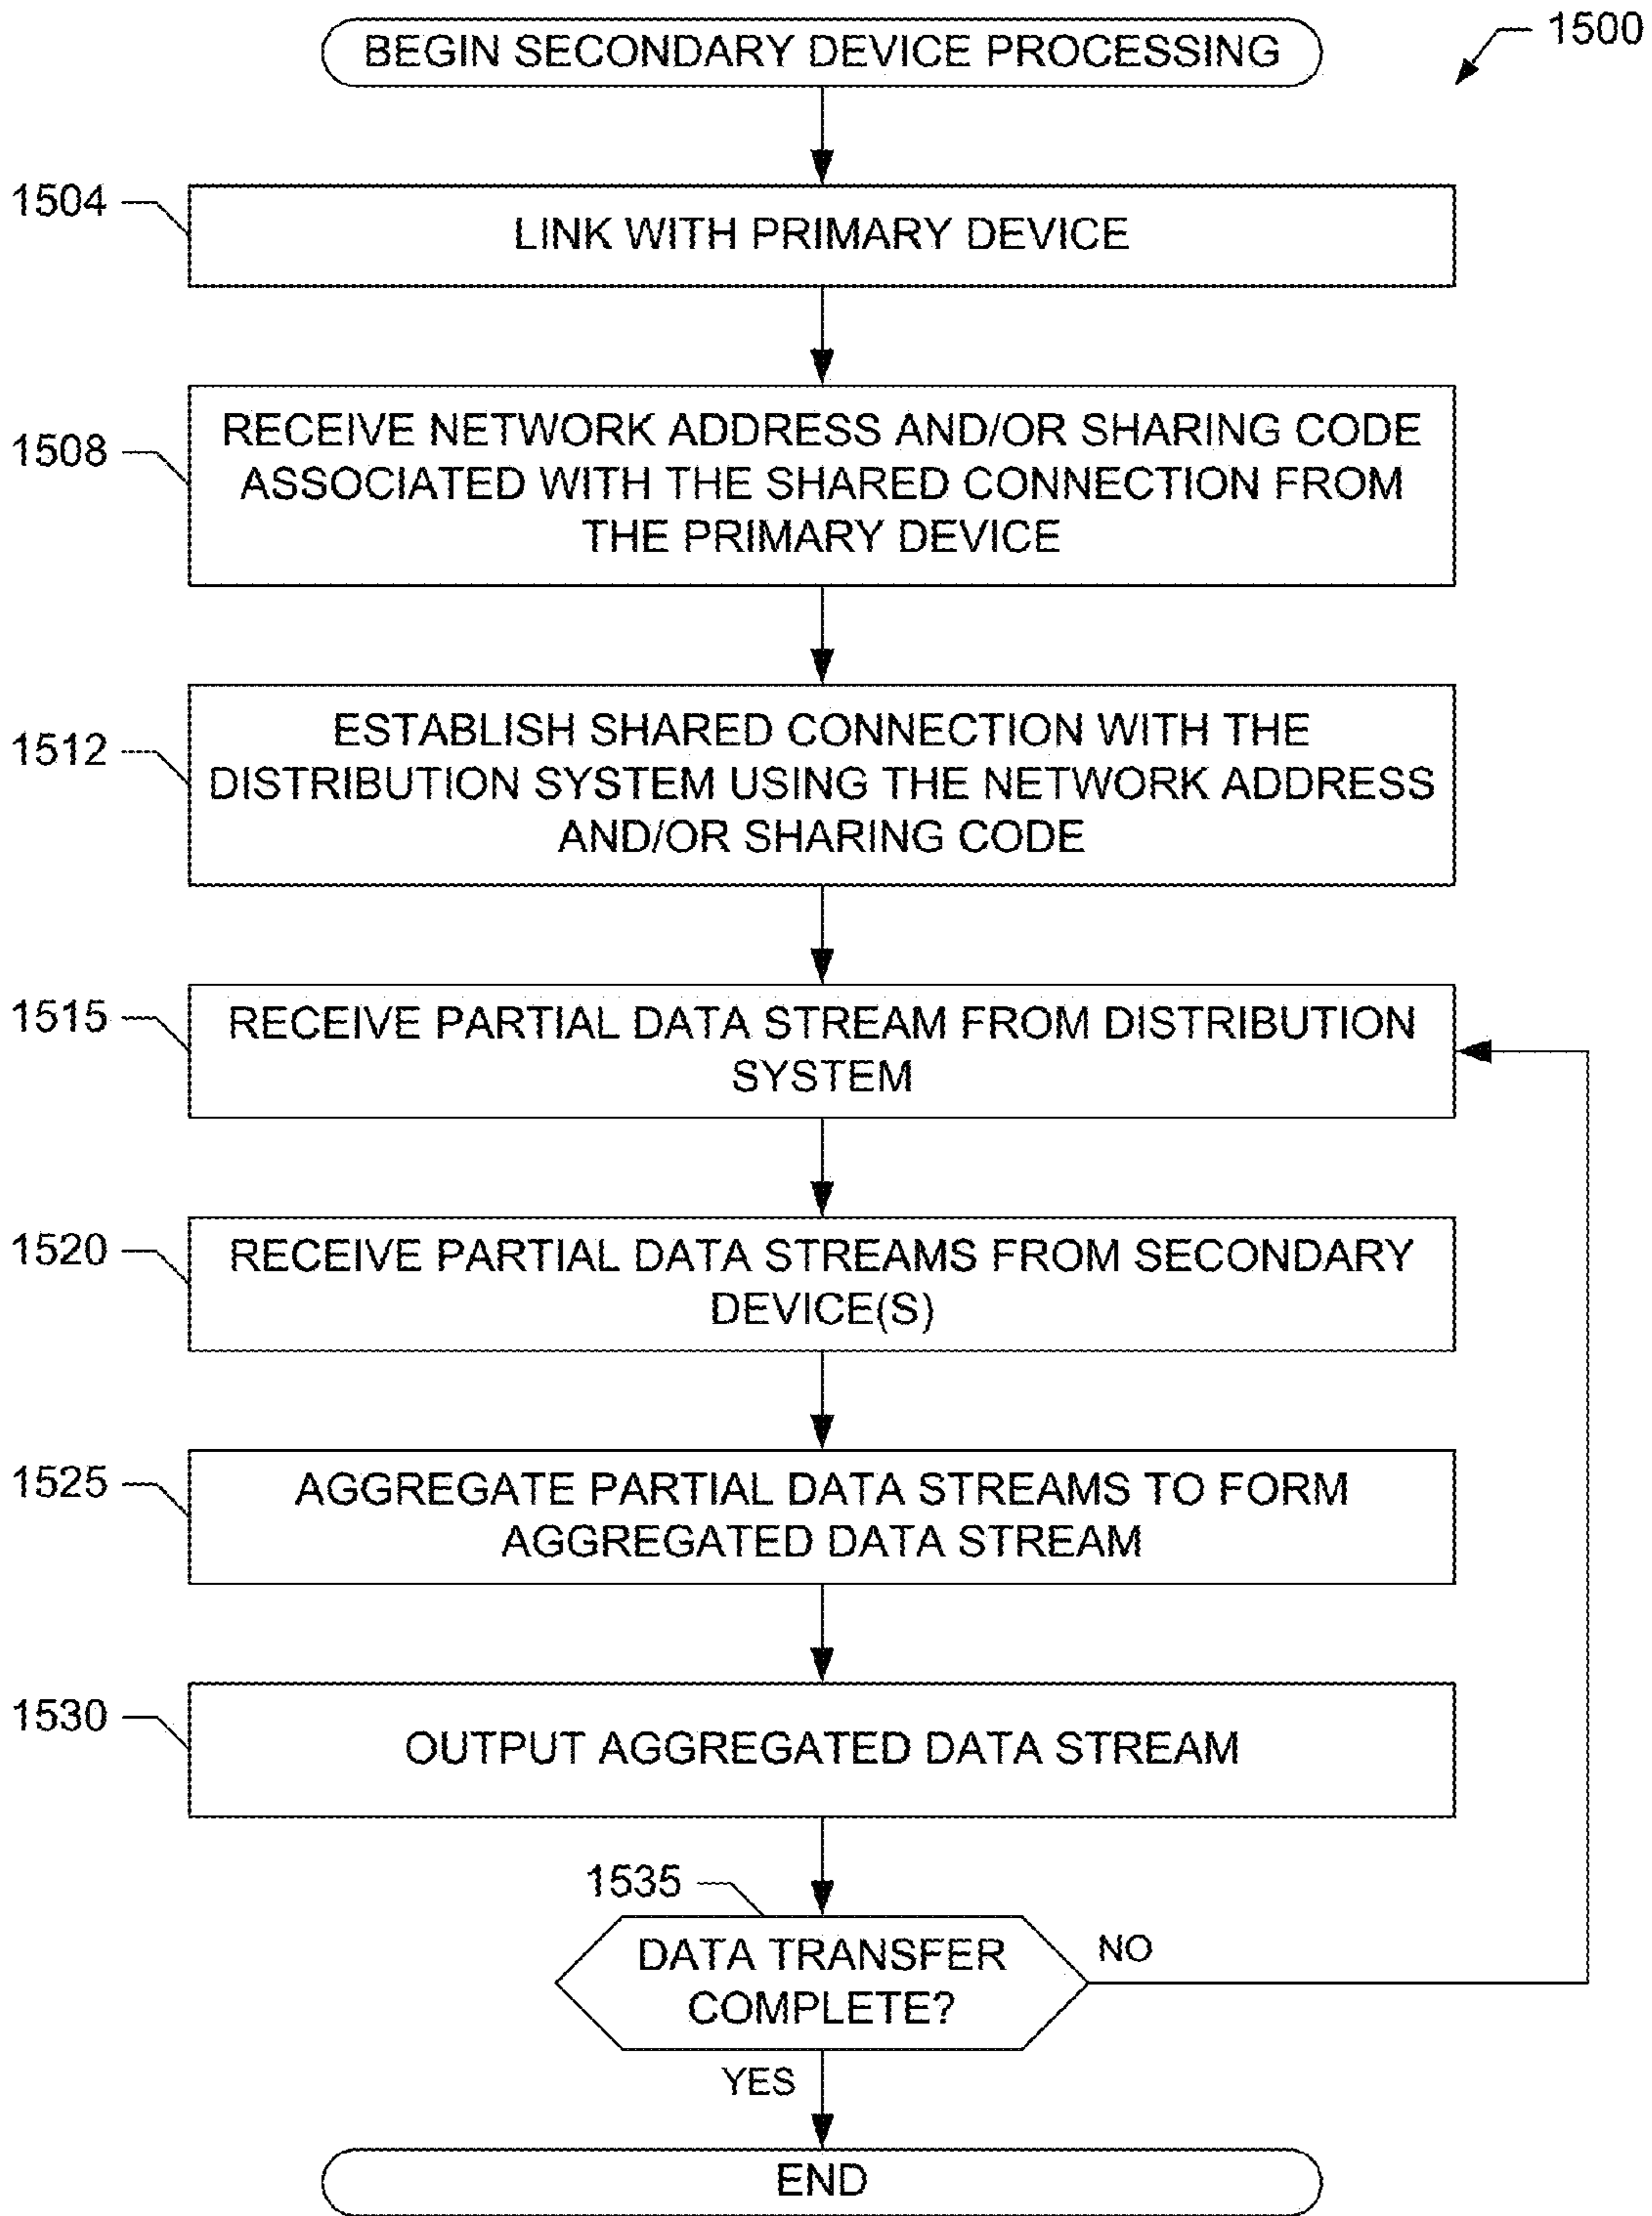 BEGIN SECONDARY DEVICE PROCESSING
1500
1504
LINK WITH PRIMARY DEVICE
1508
RECEIVE NETWORK ADDRESS AND/OR SHARING CODE
ASSOCIATED WITH THE SHARED CONNECTION FROM
THE PRIMARY DEVICE
1512
ESTABLISH SHARED CONNECTION WITH THE
DISTRIBUTION SYSTEM USING THE NETWORK ADDRESS
AND/OR SHARING CODE
1515
RECEIVE PARTIAL DATA STREAM FROM DISTRIBUTION
SYSTEM
1520
RECEIVE PARTIAL DATA STREAMS FROM SECONDARY
DEVICE(S)
1525
AGGREGATE PARTIAL DATA STREAMS TO FORM
AGGREGATED DATA STREAM
1530
OUTPUT AGGREGATED DATA STREAM
1535
DATA TRANSFER
COMPLETE?
NO
YES
END